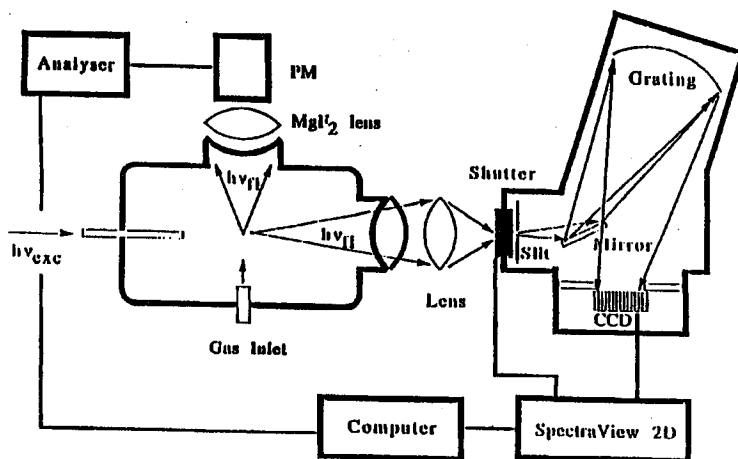 Analyser
PM
Grating
MgF2 lens
hνfl
Shutter
hνexc
hνfl
Slit
Mirror
Lens
Gas Inlet
CCD
Computer
SpectraView 2D